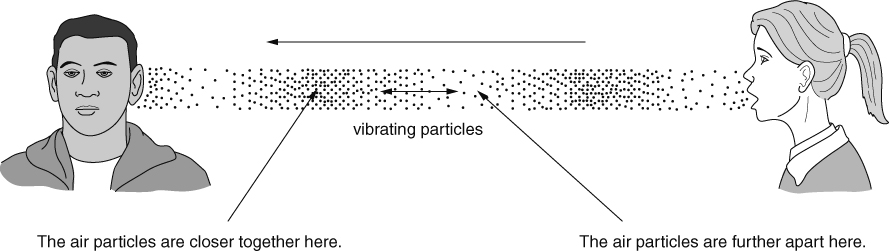 vibrating particles
The air particles are closer together here.
The air particles are further apart here.